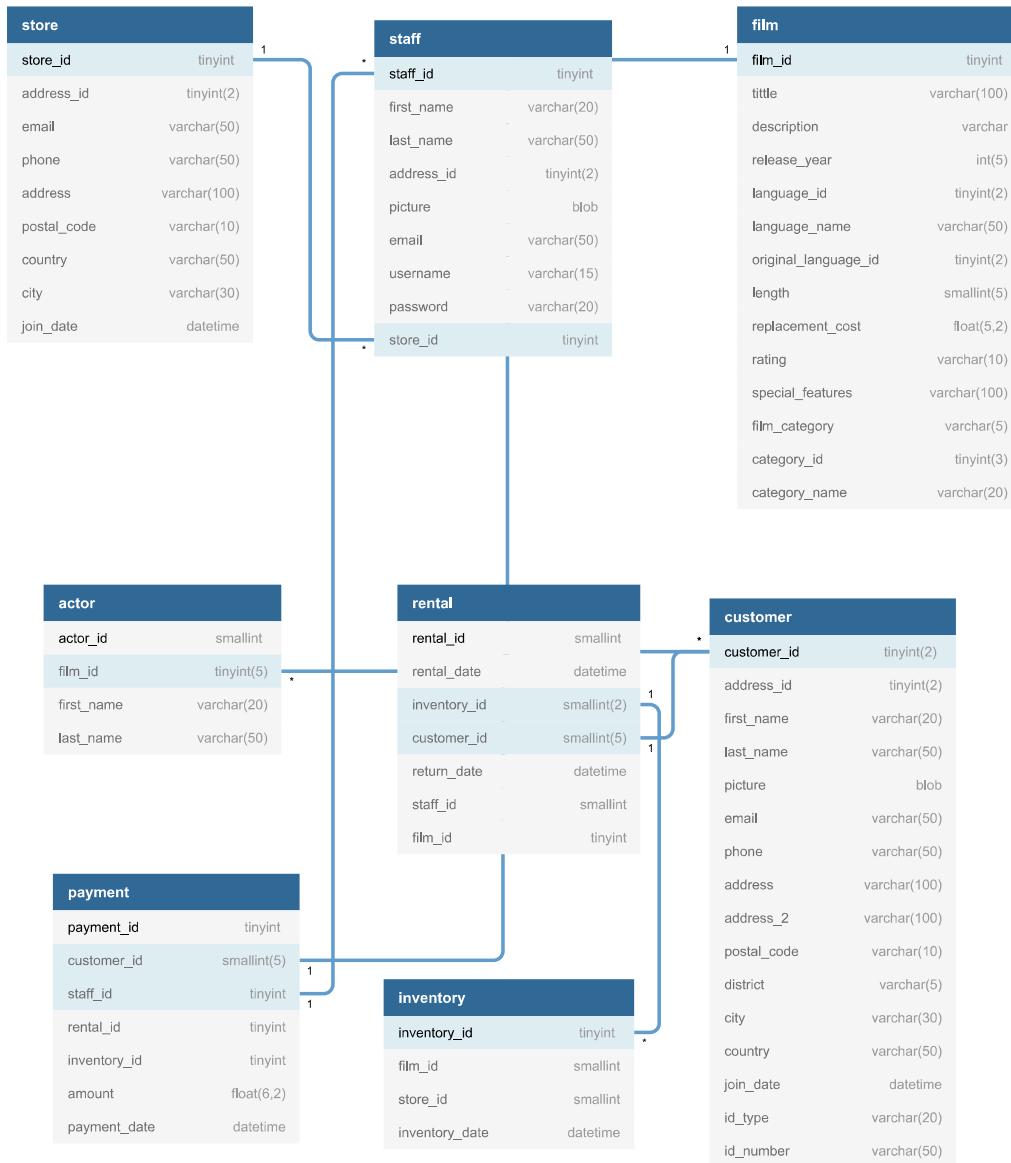 store
store_id tinyint
address_id tinyint(2)
email varchar(50)
phone varchar(50)
address varchar(100)
postal_code varchar(10)
country varchar(50)
city varchar(30)
join_date datetime
1
*
staff
staff_id tinyint
first_name varchar(20)
last_name varchar(50)
address_id tinyint(2)
picture blob
email varchar(50)
username varchar(15)
password varchar(20)
store_id tinyint
*
1
film
film_id tinyint
tittle varchar(100)
description varchar
release_year int(5)
language_id tinyint(2)
language_name varchar(50)
original_language_id tinyint(2)
length smallint(5)
replacement_cost float(5,2)
rating varchar(10)
special_features varchar(100)
film_category varchar(5)
category_id tinyint(3)
category_name varchar(20)
actor
actor_id smallint
film_id tinyint(5)
first_name varchar(20)
last_name varchar(50)
*
rental
rental_id smallint
rental_date datetime
inventory_id smallint(2)
customer_id smallint(5)
return_date datetime
staff_id smallint
film_id tinyint
1
1
*
customer
customer_id tinyint(2)
address_id tinyint(2)
first_name varchar(20)
last_name varchar(50)
picture blob
email varchar(50)
phone varchar(50)
address varchar(100)
address_2 varchar(100)
postal_code varchar(10)
district varchar(5)
city varchar(30)
country varchar(50)
join_date datetime
id_type varchar(20)
id_number varchar(50)
payment
payment_id tinyint
customer_id smallint(5)
staff_id tinyint
rental_id tinyint
inventory_id tinyint
amount float(6,2)
payment_date datetime
1
1
inventory
inventory_id tinyint
film_id smallint
store_id smallint
inventory_date datetime
*